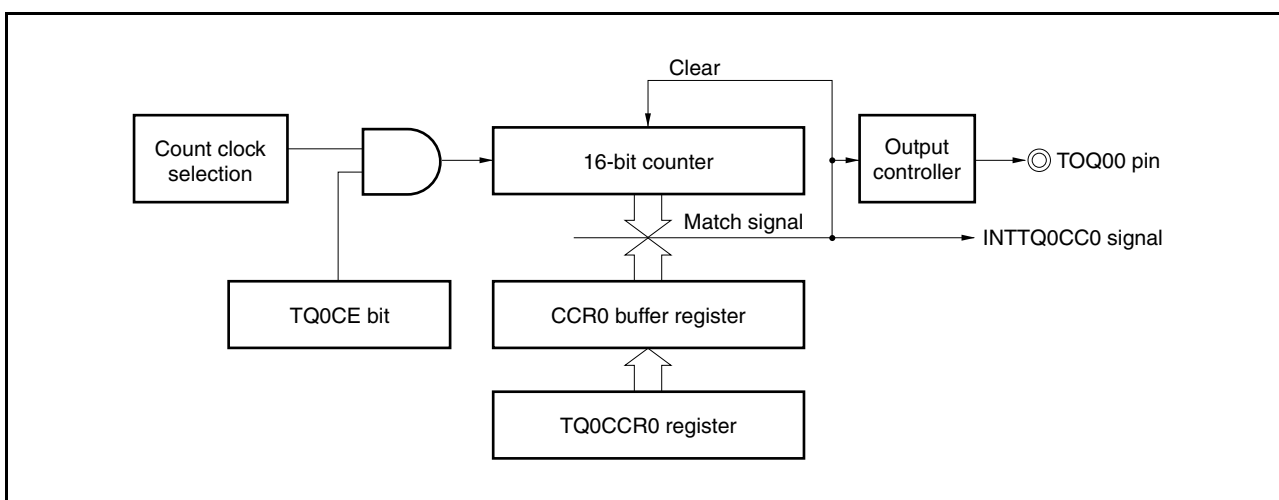 Clear
Count clock
selection
16-bit counter
Output
controller
TOQ00 pin
Match signal
INTTQ0CC0 signal
TQ0CE bit
CCR0 buffer register
TQ0CCR0 register